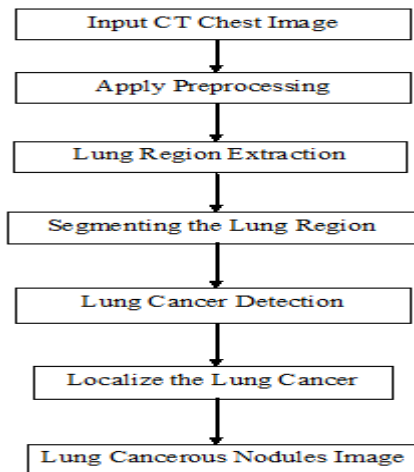 Input CT Chest Image
Apply Preprocessing
Lung Region Extraction
Segmenting the Lung Region
Lung Cancer Detection
Localize the Lung Cancer
Lung Cancerous Nodules Image